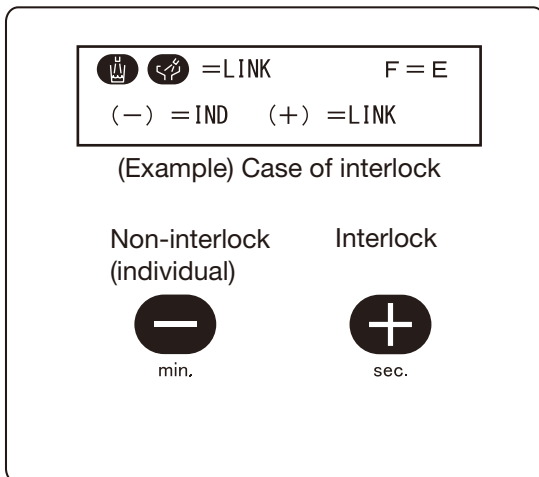 =LINK F=E
(−) =IND (+) =LINK
(Example) Case of interlock
Non-interlock Interlock
(individual)
min. sec.